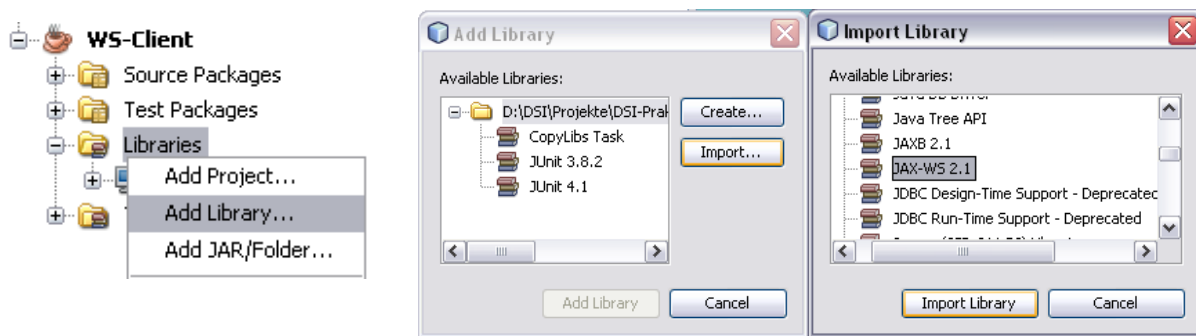 WS-Client
Source Packages
Test Packages
Libraries
Add Project...
Add Library...
Add JAR/Folder...
Add Library
Available Libraries:
D:\DSI\Projekte\DSI-Prak
CopyLibs Task
JUnit 3.8.2
JUnit 4.1
Create...
Import...
Add Library
Cancel
Import Library
Available Libraries:
Java Tree API
JAXB 2.1
JAX-WS 2.1
JDBC Design-Time Support - Deprecated
JDBC Run-Time Support - Deprecated
Import Library
Cancel